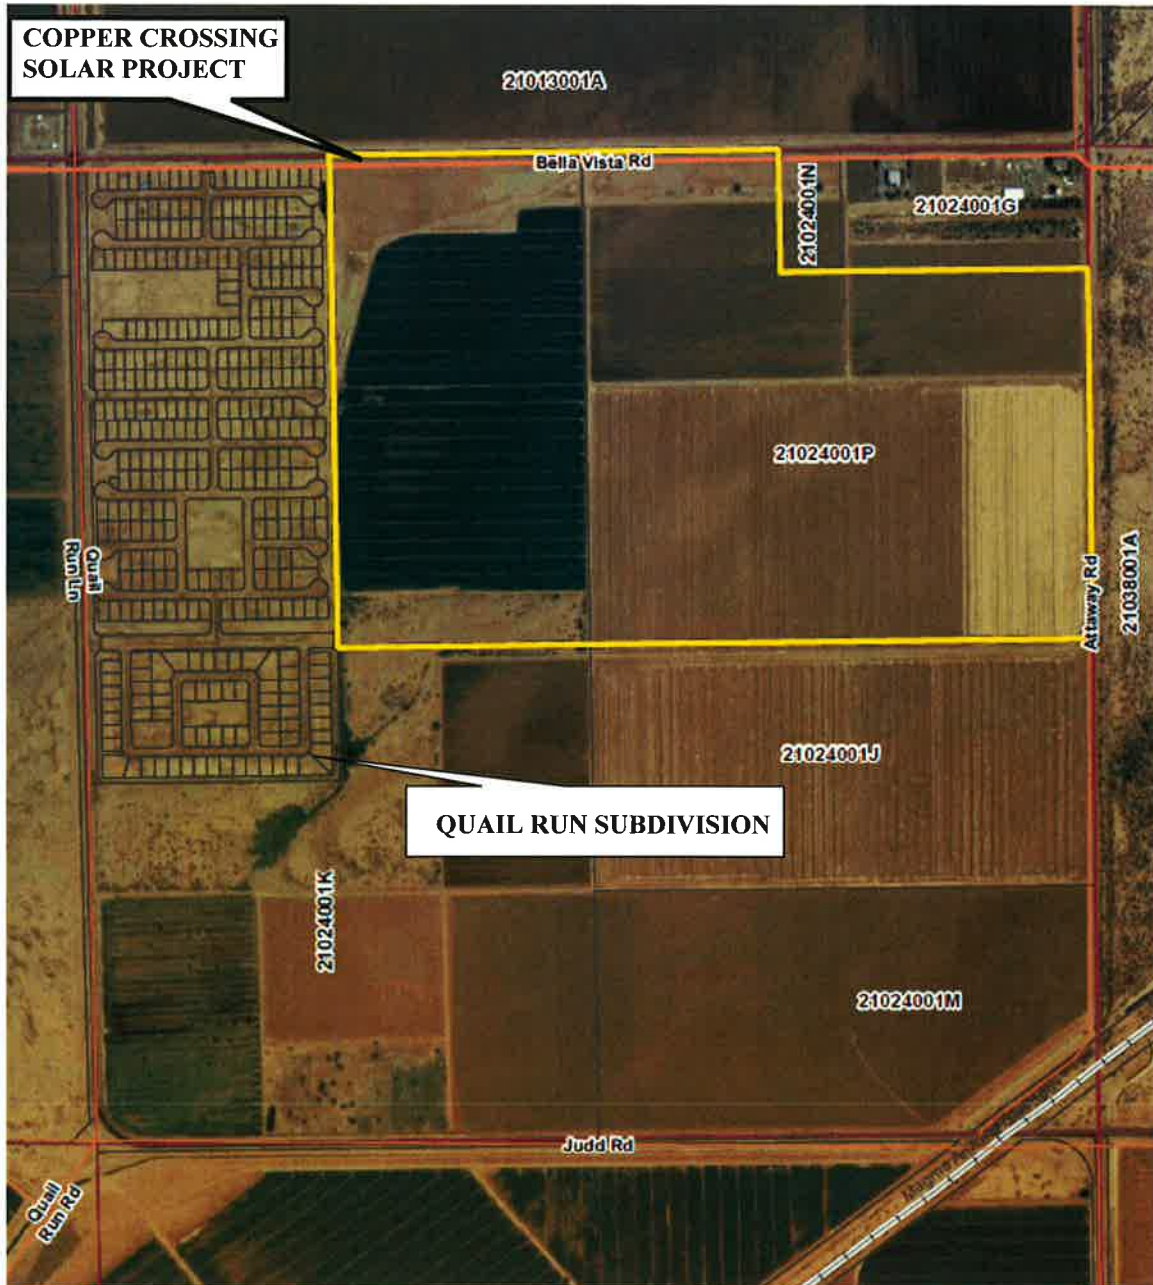 COPPER CROSSING
SOLAR PROJECT
21013001A
Bella Vista Rd
21024001N
21024001G
21024001P
Quail
Run Ln
Attaway Rd
21038001A
21024001J
QUAIL RUN SUBDIVISION
21024001K
21024001M
Judd Rd
Quail
Run Rd
Magma